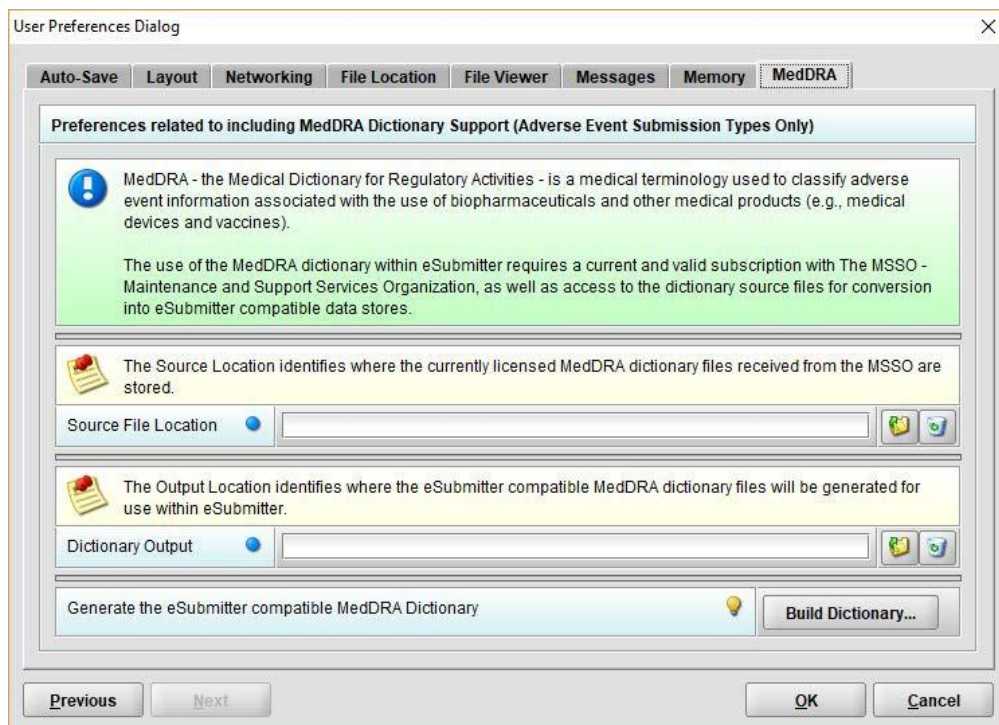 User Preferences Dialog
Auto-Save Layout Networking File Location File Viewer Messages Memory MedDRA
Preferences related to including MedDRA Dictionary Support (Adverse Event Submission Types Only)
MedDRA - the Medical Dictionary for Regulatory Activities - is a medical terminology used to classify adverse
event information associated with the use of biopharmaceuticals and other medical products (e.g., medical
devices and vaccines).
The use of the MedDRA dictionary within eSubmitter requires a current and valid subscription with The MSSO -
Maintenance and Support Services Organization, as well as access to the dictionary source files for conversion
into eSubmitter compatible data stores.
The Source Location identifies where the currently licensed MedDRA dictionary files received from the MSSO are
stored.
Source File Location
The Output Location identifies where the eSubmitter compatible MedDRA dictionary files will be generated for
use within eSubmitter.
Dictionary Output
Generate the eSubmitter compatible MedDRA Dictionary
Build Dictionary...
Previous Next OK Cancel